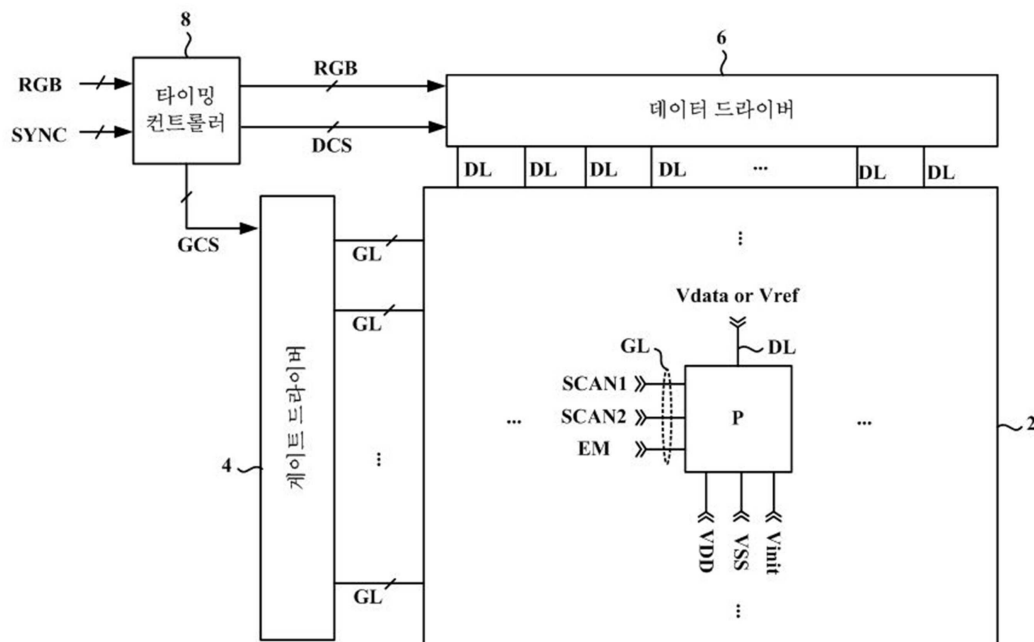 8
6
RGB
SYNC
타이밍
컨트롤러
RGB
DCS
데이터 드라이버
DL DL DL DL ... DL DL
GCS
GL
GL
...
Vdata or Vref
DL
GL
SCAN1
SCAN2
EM
P
... ...
2
4
게이트 드라이버
...
VDD
VSS
Vinit
GL
...